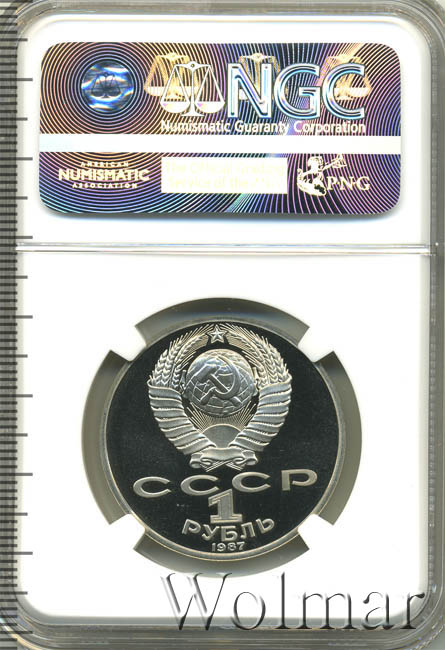 NGC
Numismatic Guaranty Corporation
AMERICAN
NUMISMATIC
ASSOCIATION
PNG
СССР
1
РУБЛЬ
1987
Wolmar